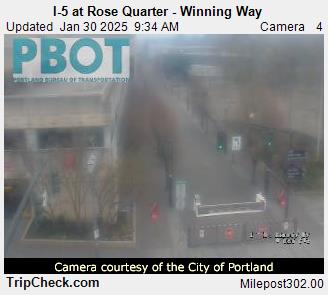 I-5 at Rose Quarter - Winning Way
Updated Jan 30 2025 9:34 AM Camera 4
PBOT
PORTLAND BUREAU OF TRANSPORTATION
Camera courtesy of the City of Portland
TripCheck.com Milepost302.00